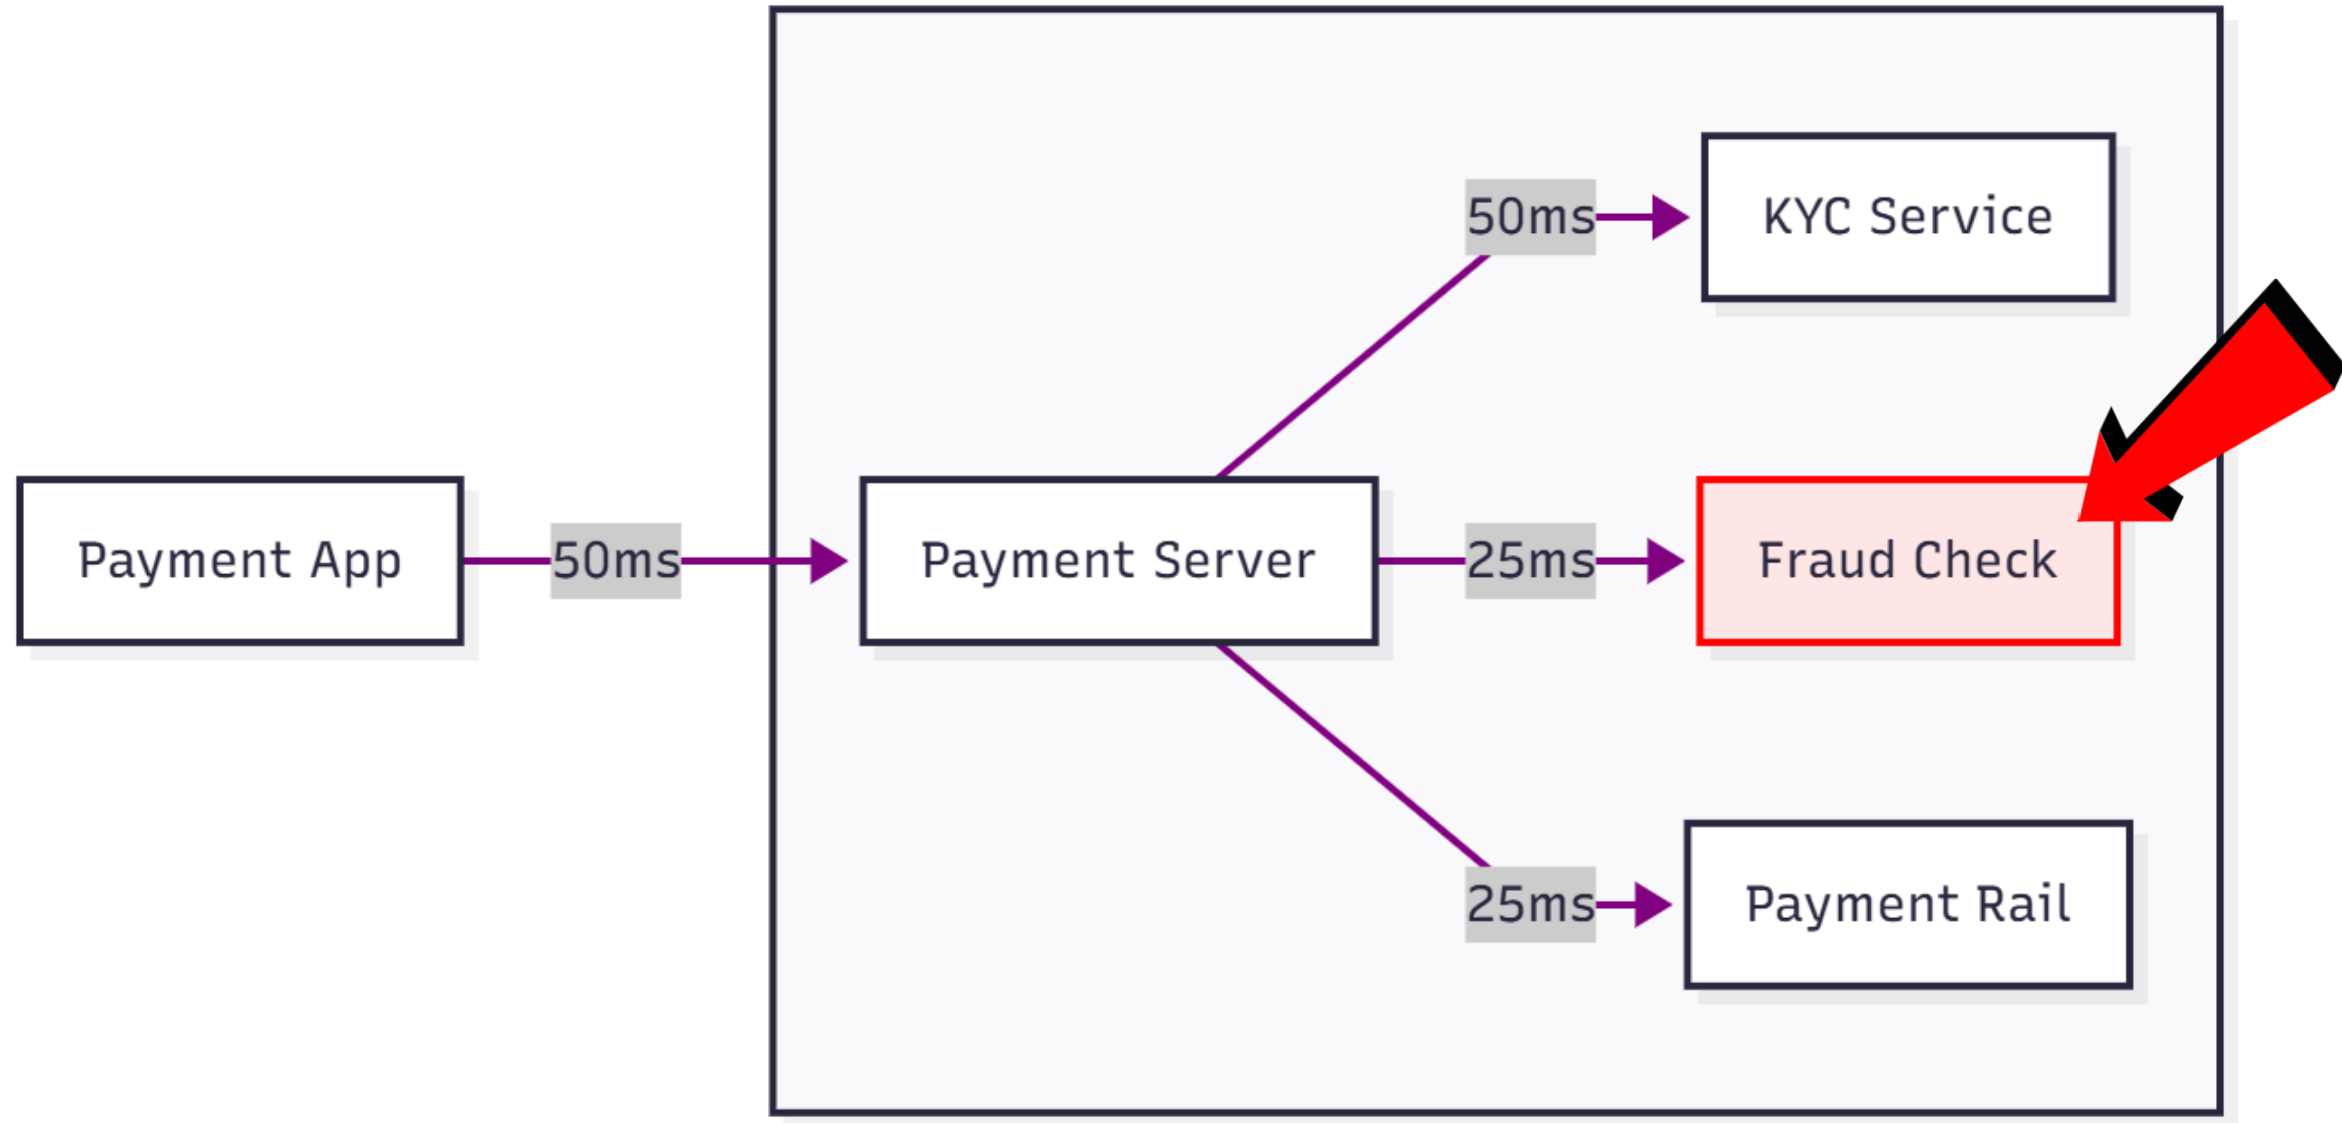 50ms
KYC Service
Payment App
50ms
Payment Server
25ms
Fraud Check
25ms
Payment Rail